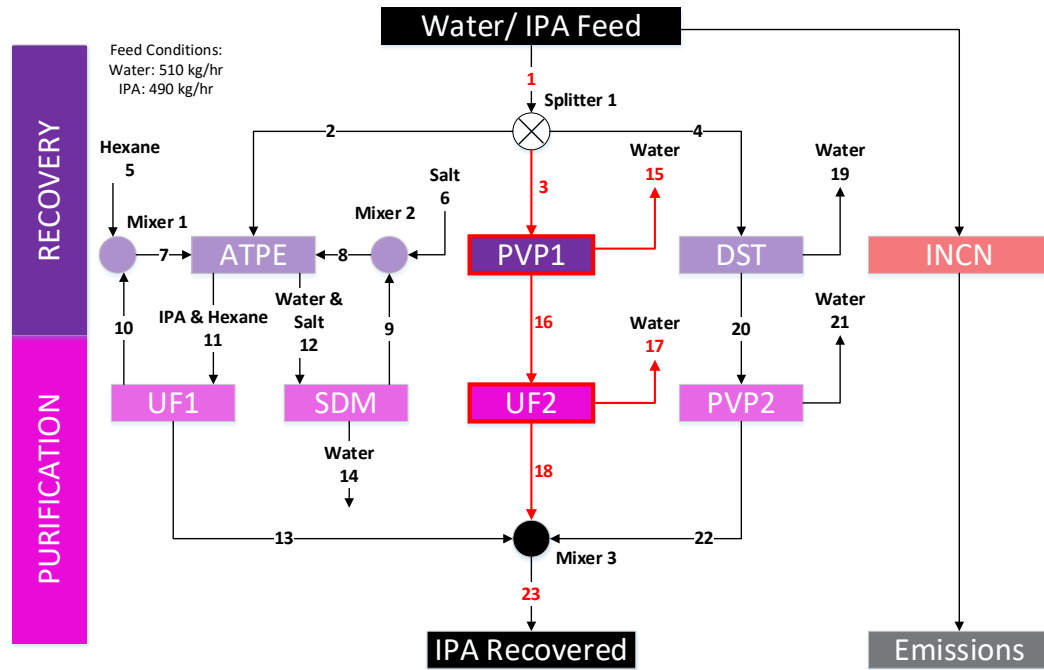 Water/ IPA Feed
Feed Conditions:
Water: 510 kg/hr
IPA: 490 kg/hr
RECOVERY
PURIFICATION
1
Splitter 1
2
4
3
Hexane
5
Mixer 1
7
ATPE
8
Mixer 2
Salt
6
Water
15
Water
19
PVP1
DST
INCN
10
IPA & Hexane
11
Water &
Salt
12
9
16
Water
17
20
Water
21
UF1
SDM
UF2
PVP2
Water
14
18
13
22
Mixer 3
23
IPA Recovered
Emissions